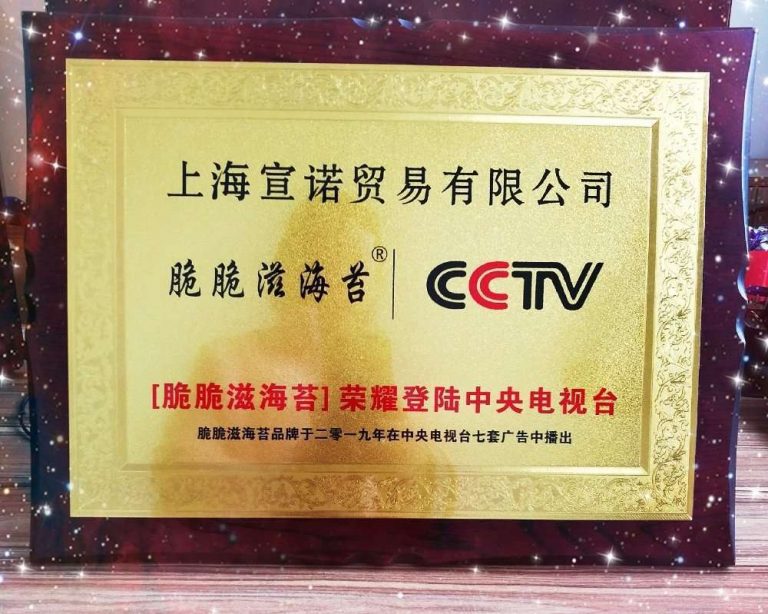 上海宣诺贸易有限公司
脆脆滋海苔® CCTV
[脆脆滋海苔] 荣耀登陆中央电视台
脆脆滋海苔品牌于二零一九年在中央电视台七套广告中播出